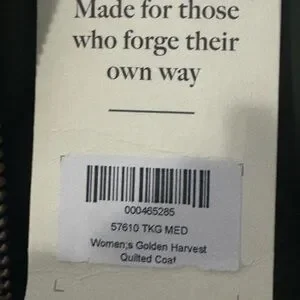 Made for those
who forge their
own way
000465285
57610 TKG MED
Women;s Golden Harvest
Quilted Coat